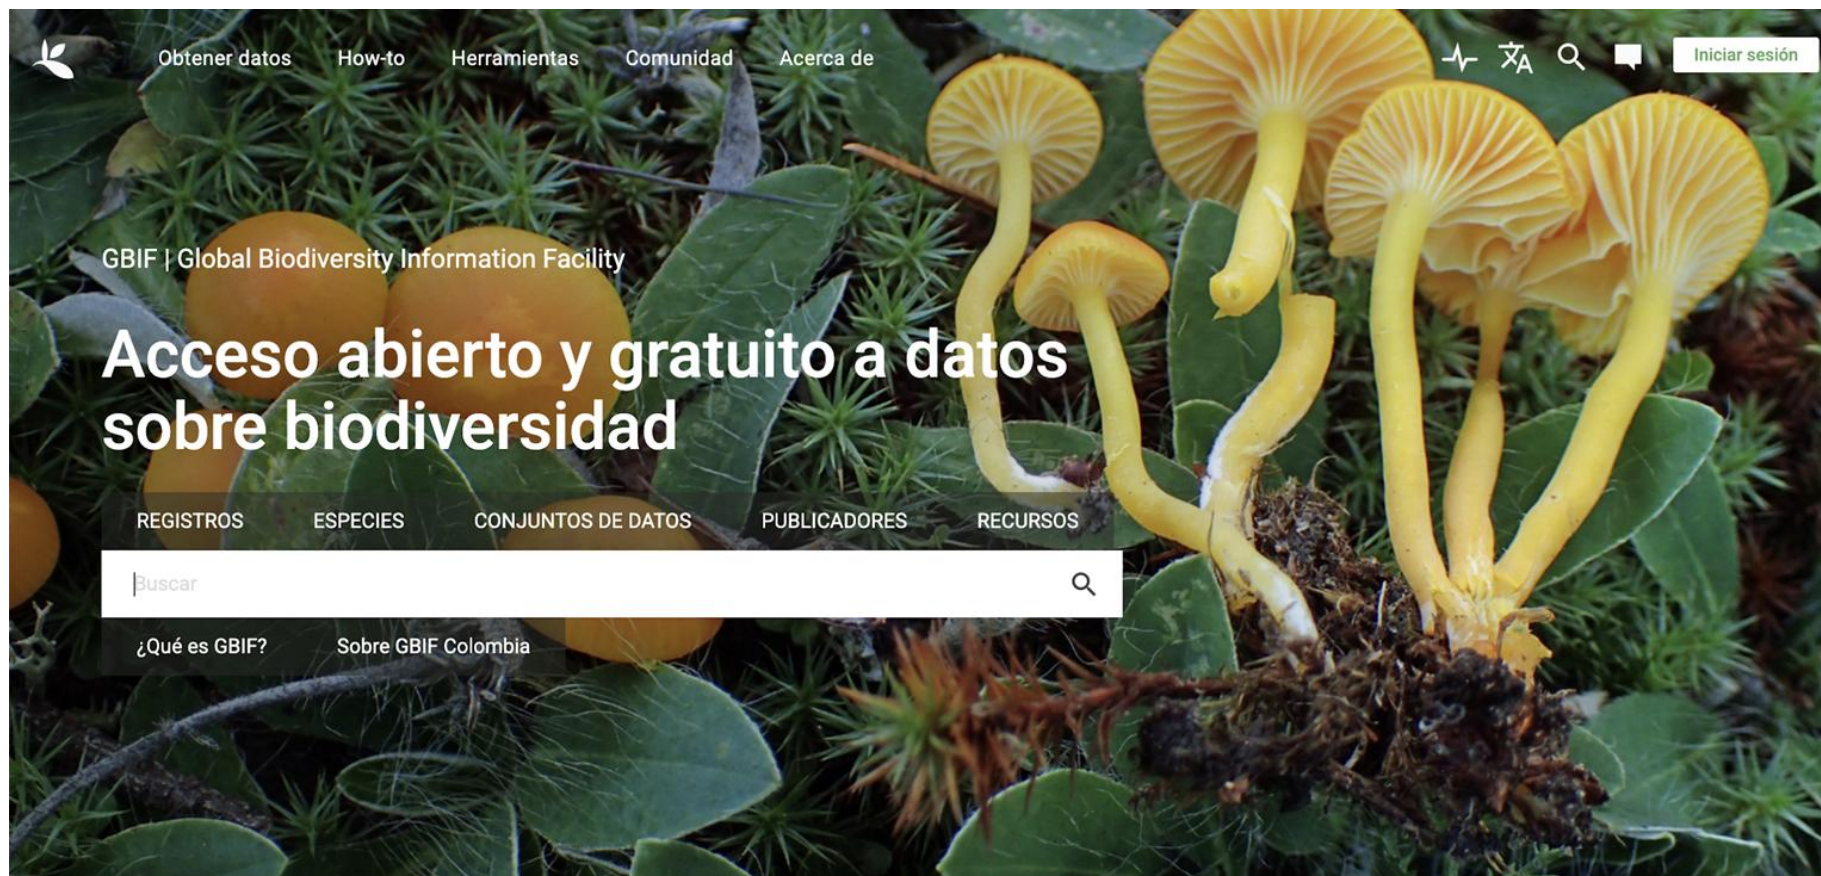 Obtener datos How-to Herramientas Comunidad Acerca de Iniciar sesión
GBIF | Global Biodiversity Information Facility
Acceso abierto y gratuito a datos
sobre biodiversidad
REGISTROS ESPECIES CONJUNTOS DE DATOS PUBLICADORES RECURSOS
Buscar
¿Qué es GBIF? Sobre GBIF Colombia